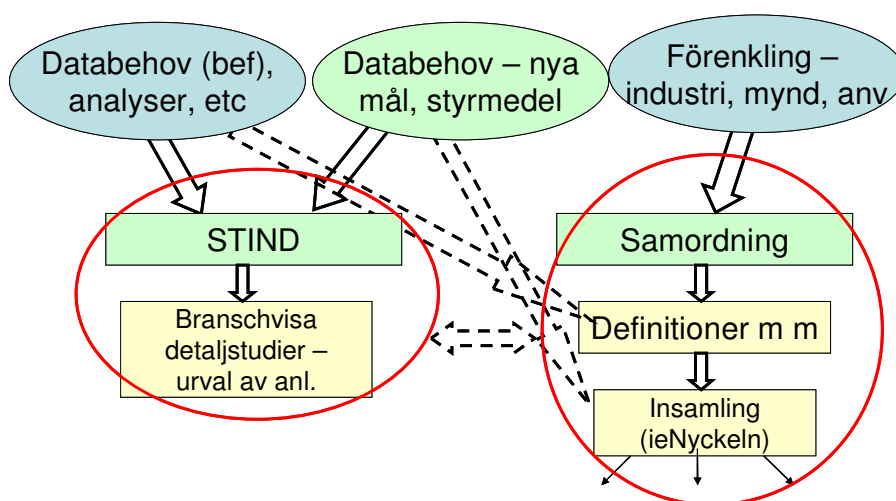 Databehov (bef),
analyser, etc
Databehov – nya
mål, styrmedel
Förenkling –
industri, mynd, anv
STIND
Branschvisa
detaljstudier –
urval av anl.
Samordning
Definitioner m m
Insamling
(ieNyckeln)